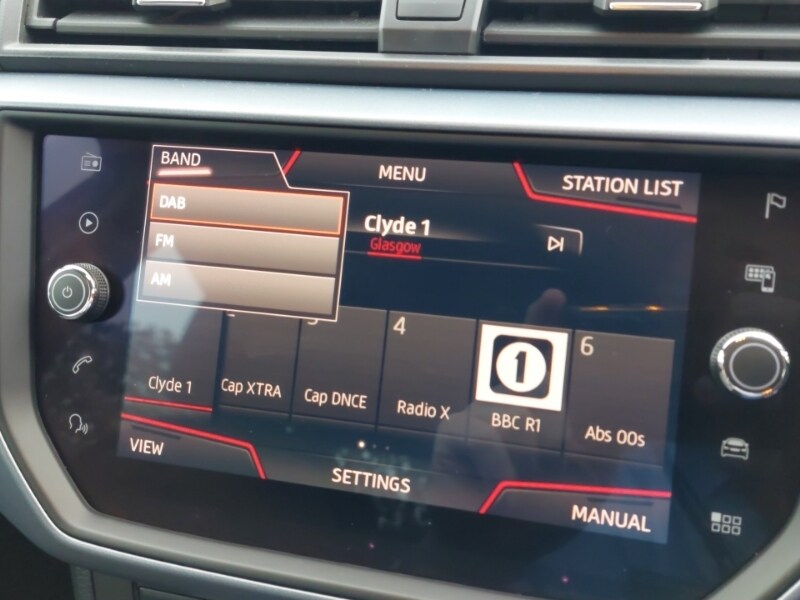 BAND
MENU
STATION LIST
DAB
FM
AM
Clyde 1
Glasgow
4
1
6
Clyde 1
Cap XTRA
Cap DNCE
Radio X
BBC R1
Abs 00s
VIEW
SETTINGS
MANUAL